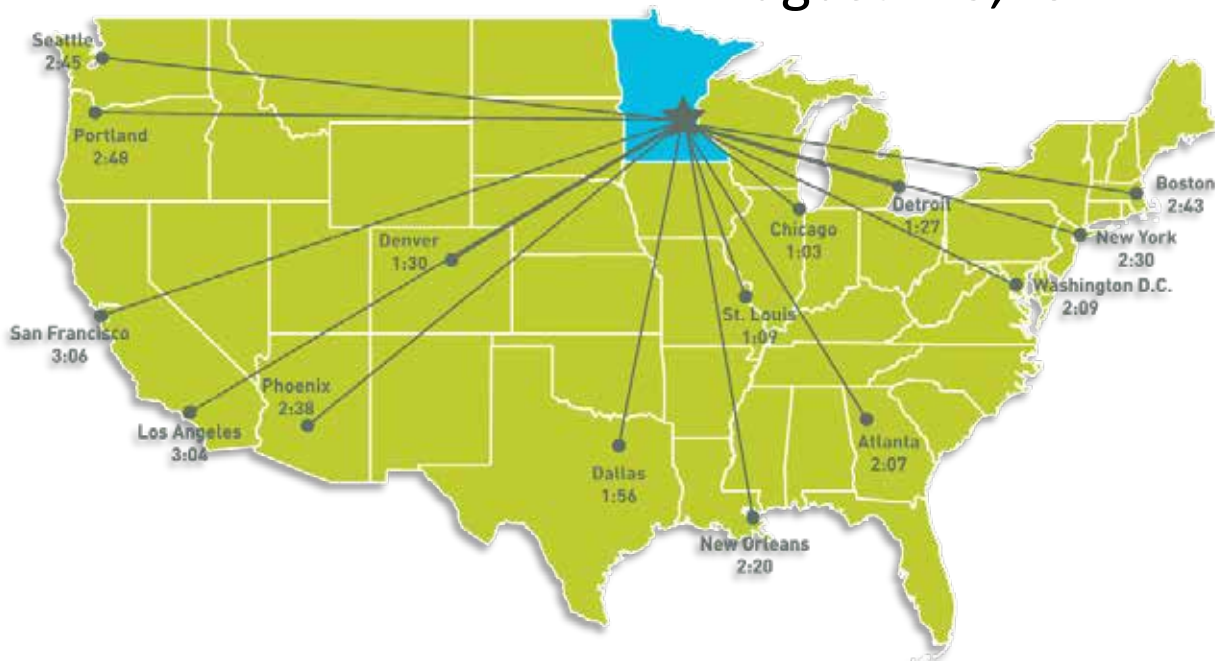 Seattle
2:45
Portland
2:48
San Francisco
3:06
Los Angeles
3:04
Phoenix
2:38
Denver
1:30
Dallas
1:56
New Orleans
2:20
St. Louis
1:09
Chicago
1:03
Detroit
1:27
Atlanta
2:07
Washington D.C.
2:09
New York
2:30
Boston
2:43